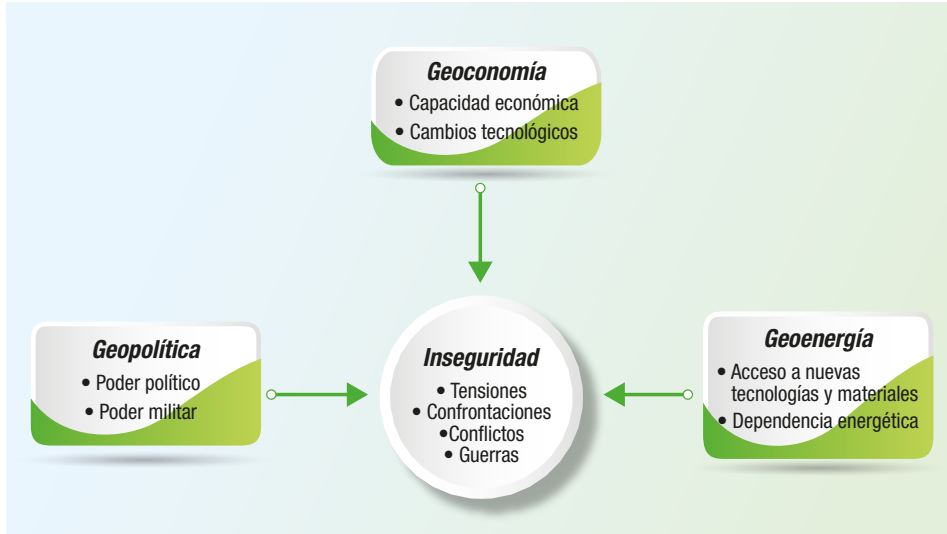 Geoconomía
• Capacidad económica
• Cambios tecnológicos
Geopolítica
• Poder político
• Poder militar
Inseguridad
• Tensiones
• Confrontaciones
•Conflictos
• Guerras
Geoenergía
• Acceso a nuevas
tecnologías y materiales
• Dependencia energética